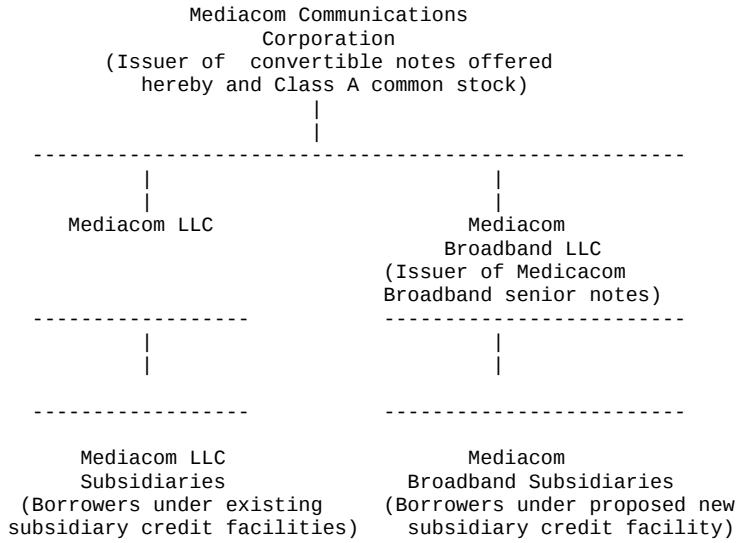 Mediacom Communications
Corporation
(Issuer of convertible notes offered
hereby and Class A common stock)
Mediacom LLC
Mediacom
Broadband LLC
(Issuer of Medicacom
Broadband senior notes)
Mediacom LLC
Subsidiaries
(Borrowers under existing
subsidiary credit facilities)
Mediacom
Broadband Subsidiaries
(Borrowers under proposed new
subsidiary credit facility)